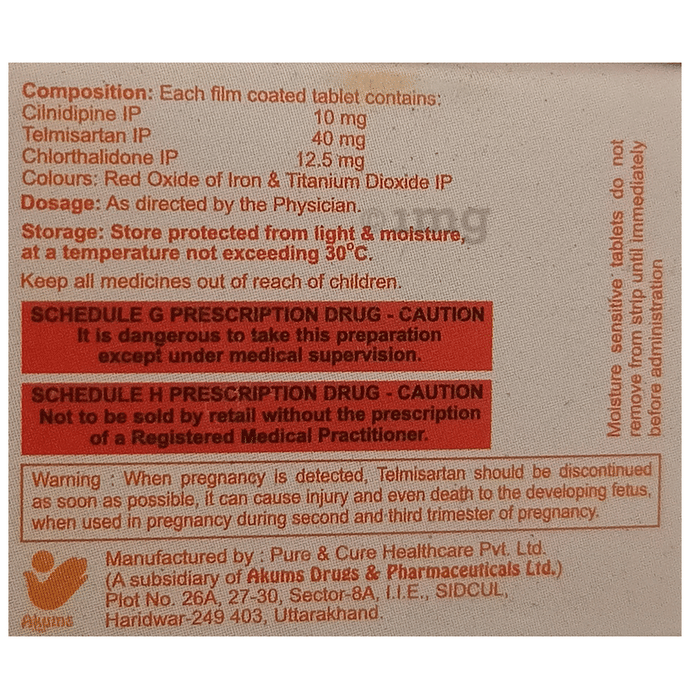 Composition: Each film coated tablet contains:
Cilnidipine IP 10 mg
Telmisartan IP 40 mg
Chlorthalidone IP 12.5 mg
Colours: Red Oxide of Iron & Titanium Dioxide IP
Dosage: As directed by the Physician.
1mg
Storage: Store protected from light & moisture,
at a temperature not exceeding 30°C.
Keep all medicines out of reach of children.
SCHEDULE G PRESCRIPTION DRUG - CAUTION
It is dangerous to take this preparation
except under medical supervision.
SCHEDULE H PRESCRIPTION DRUG - CAUTION
Not to be sold by retail without the prescription
of a Registered Medical Practitioner.
Moisture sensitive tablets do not
remove from strip until immediately
before administration
Warning : When pregnancy is detected, Telmisartan should be discontinued
as soon as possible, it can cause injury and even death to the developing fetus,
when used in pregnancy during second and third trimester of pregnancy.
Manufactured by : Pure & Cure Healthcare Pvt. Ltd.
(A subsidiary of Akums Drugs & Pharmaceuticals Ltd.)
Plot No. 26A, 27-30, Sector-8A, I.I.E., SIDCUL,
Haridwar-249 403, Uttarakhand.
Akums